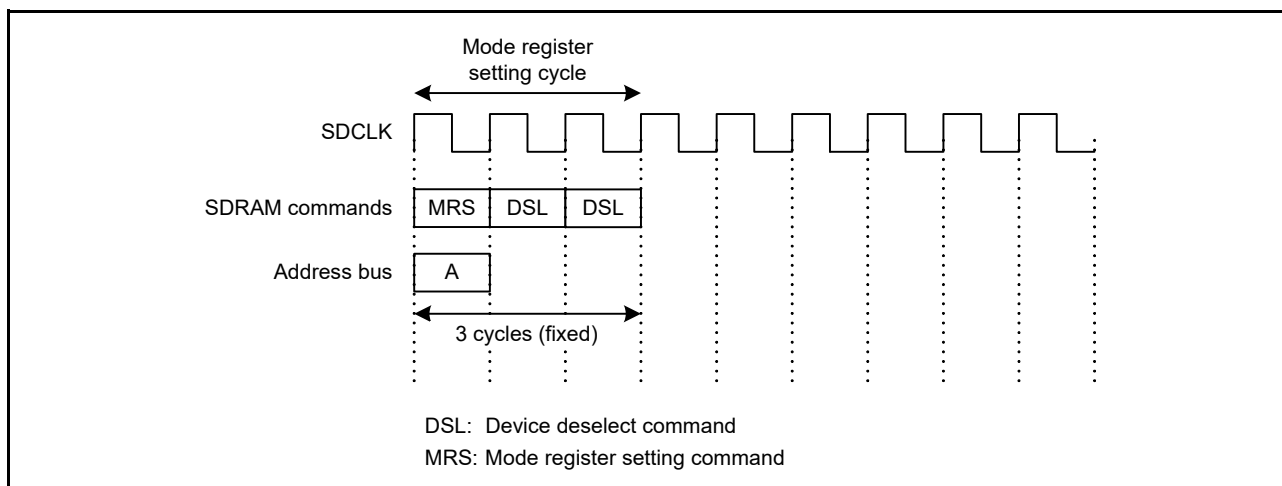 Mode register
setting cycle
SDCLK
SDRAM commands MRS DSL DSL
Address bus A
3 cycles (fixed)
DSL: Device deselect command
MRS: Mode register setting command